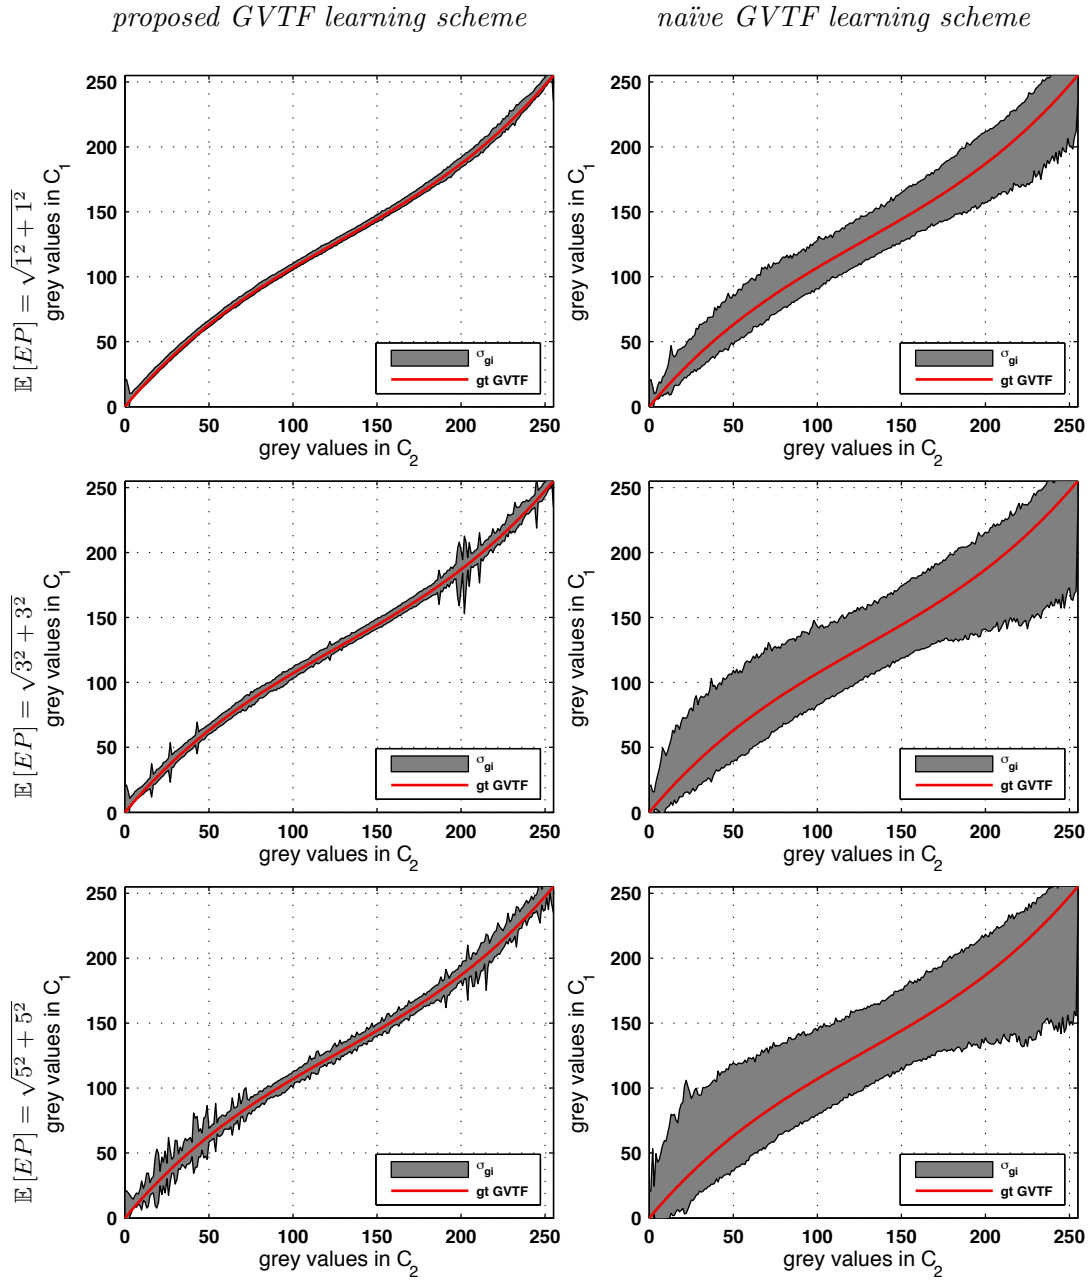 proposed GVTF learning scheme
naïve GVTF learning scheme
𝔼 [EP] = √1² + 1²
grey values in C₁
250
200
150
100
50
0
0 50 100 150 200 250
grey values in C₂
σgi
gt GVTF
grey values in C₁
250
200
150
100
50
0
0 50 100 150 200 250
grey values in C₂
σgi
gt GVTF
𝔼 [EP] = √3² + 3²
grey values in C₁
250
200
150
100
50
0
0 50 100 150 200 250
grey values in C₂
σgi
gt GVTF
grey values in C₁
250
200
150
100
50
0
0 50 100 150 200 250
grey values in C₂
σgi
gt GVTF
𝔼 [EP] = √5² + 5²
grey values in C₁
250
200
150
100
50
0
0 50 100 150 200 250
grey values in C₂
σgi
gt GVTF
grey values in C₁
250
200
150
100
50
0
0 50 100 150 200 250
grey values in C₂
σgi
gt GVTF